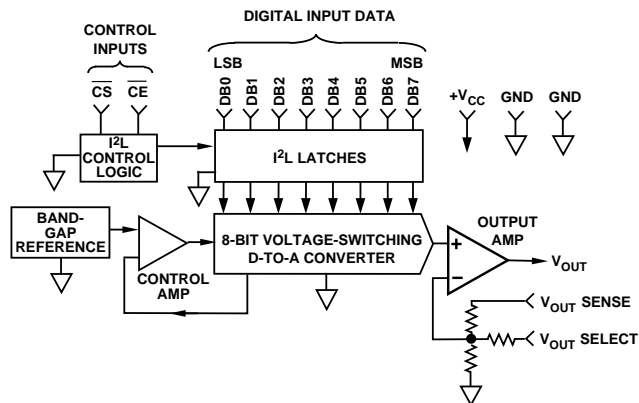 DIGITAL INPUT DATA
CONTROL
INPUTS
LSB
MSB
CS
CE
DB0
DB1
DB2
DB3
DB4
DB5
DB6
DB7
+VCC
GND
GND
I2L
CONTROL
LOGIC
I2L LATCHES
BAND-
GAP
REFERENCE
CONTROL
AMP
8-BIT VOLTAGE-SWITCHING
D-TO-A CONVERTER
OUTPUT
AMP
+
–
VOUT
VOUT SENSE
VOUT SELECT